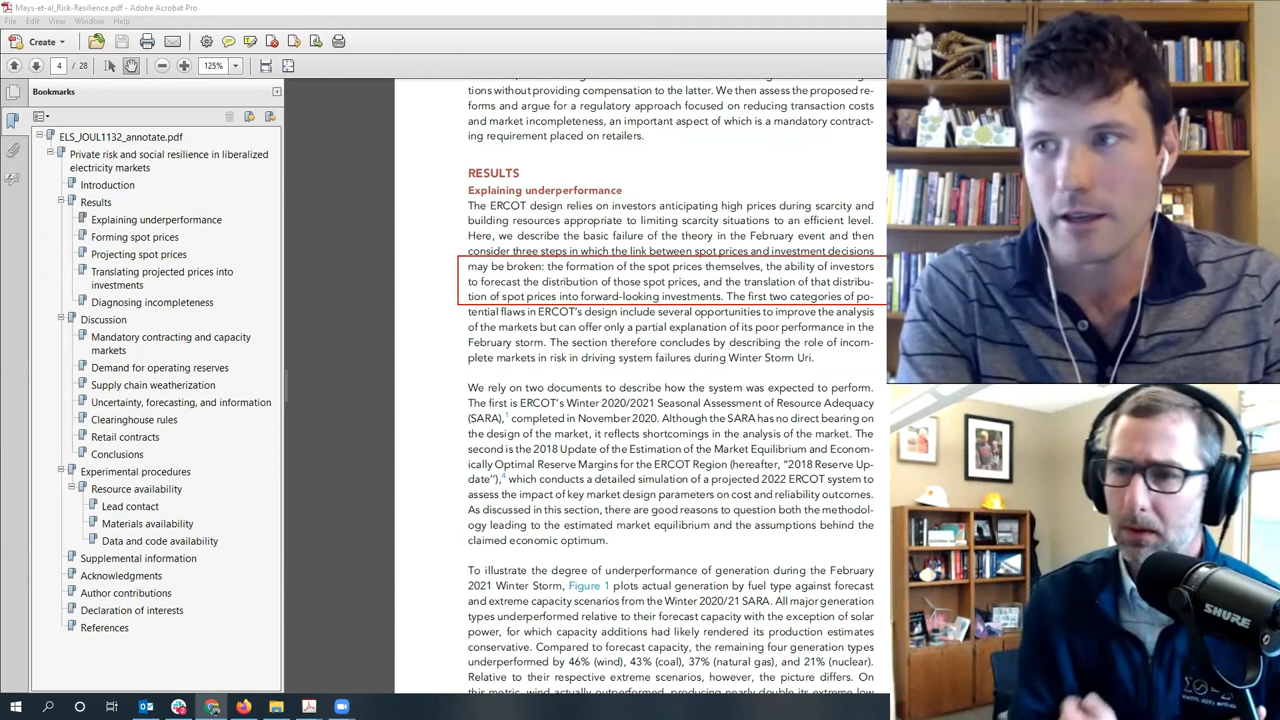 Mays-et-al_Risk-Resilience.pdf - Adobe Acrobat Pro
File Edit View Window Help
Create
4 / 28
125%
Bookmarks
ELS_JOUL1132_annotate.pdf
Private risk and social resilience in liberalized
electricity markets
Introduction
Results
Explaining underperformance
Forming spot prices
Projecting spot prices
Translating projected prices into
investments
Diagnosing incompleteness
Discussion
Mandatory contracting and capacity
markets
Demand for operating reserves
Supply chain weatherization
Uncertainty, forecasting, and information
Clearinghouse rules
Retail contracts
Conclusions
Experimental procedures
Resource availability
Lead contact
Materials availability
Data and code availability
Supplemental information
Acknowledgments
Author contributions
Declaration of interests
References
tions without providing compensation to the latter. We then assess the proposed re-
forms and argue for a regulatory approach focused on reducing transaction costs
and market incompleteness, an important aspect of which is a mandatory contract-
ing requirement placed on retailers.
RESULTS
Explaining underperformance
The ERCOT design relies on investors anticipating high prices during scarcity and
building resources appropriate to limiting scarcity situations to an efficient level.
Here, we describe the basic failure of the theory in the February event and then
consider three steps in which the link between spot prices and investment decisions
may be broken: the formation of the spot prices themselves, the ability of investors
to forecast the distribution of those spot prices, and the translation of that distribu-
tion of spot prices into forward-looking investments. The first two categories of po-
tential flaws in ERCOT's design include several opportunities to improve the analysis
of the markets but can offer only a partial explanation of its poor performance in the
February storm. The section therefore concludes by describing the role of incom-
plete markets in risk in driving system failures during Winter Storm Uri.
We rely on two documents to describe how the system was expected to perform.
The first is ERCOT's Winter 2020/2021 Seasonal Assessment of Resource Adequacy
(SARA),1 completed in November 2020. Although the SARA has no direct bearing on
the design of the market, it reflects shortcomings in the analysis of the market. The
second is the 2018 Update of the Estimation of the Market Equilibrium and Econom-
ically Optimal Reserve Margins for the ERCOT Region (hereafter, "2018 Reserve Up-
date"),4 which conducts a detailed simulation of a projected 2022 ERCOT system to
assess the impact of key market design parameters on cost and reliability outcomes.
As discussed in this section, there are good reasons to question both the methodol-
ogy leading to the estimated market equilibrium and the assumptions behind the
claimed economic optimum.
To illustrate the degree of underperformance of generation during the February
2021 Winter Storm, Figure 1 plots actual generation by fuel type against forecast
and extreme capacity scenarios from the Winter 2020/21 SARA. All major generation
types underperformed relative to their forecast capacity with the exception of solar
power, for which capacity additions had likely rendered its production estimates
conservative. Compared to forecast capacity, the remaining four generation types
underperformed by 46% (wind), 43% (coal), 37% (natural gas), and 21% (nuclear).
Relative to their respective extreme scenarios, however, the picture differs. On
this metric, wind actually outperformed, producing nearly double its extreme low
SHURE